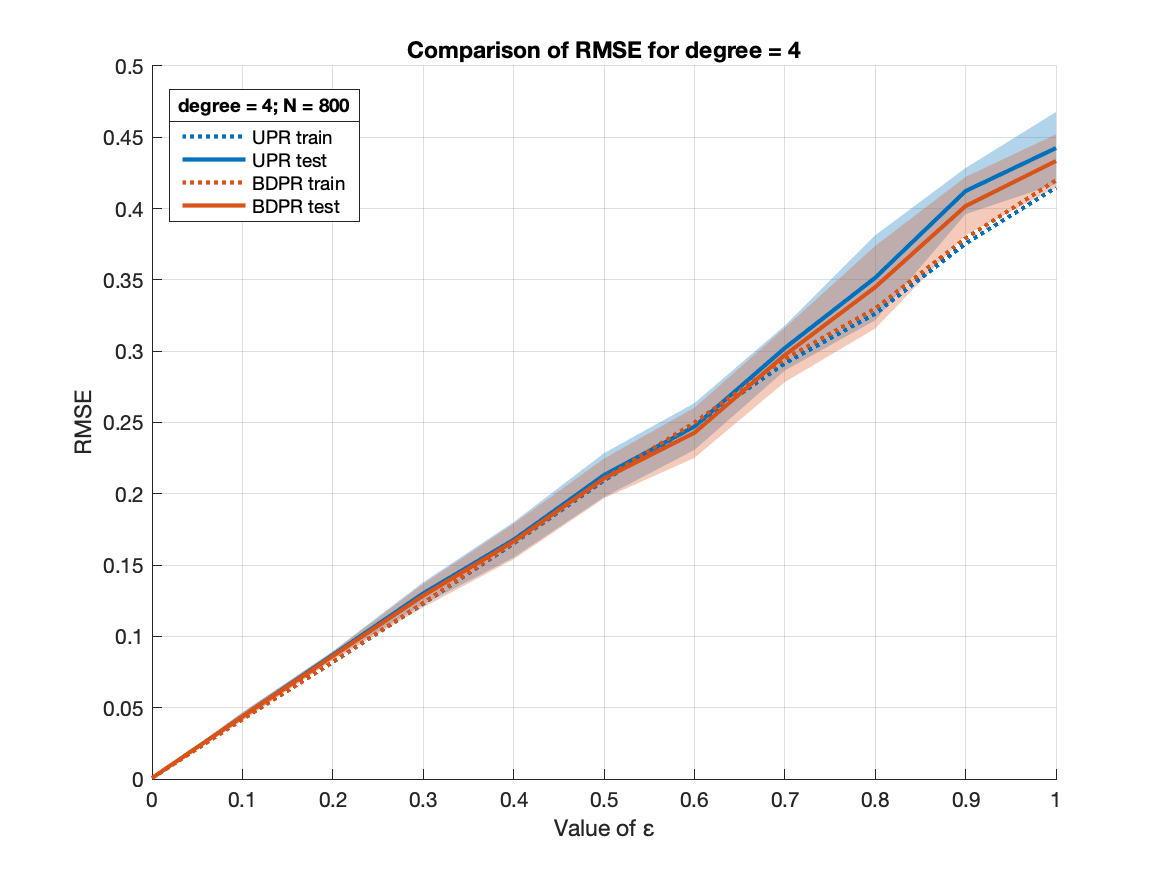 Comparison of RMSE for degree = 4
degree = 4; N = 800
UPR train
UPR test
BDPR train
BDPR test
RMSE
0.5
0.45
0.4
0.35
0.3
0.25
0.2
0.15
0.1
0.05
0
0 0.1 0.2 0.3 0.4 0.5 0.6 0.7 0.8 0.9 1
Value of ε